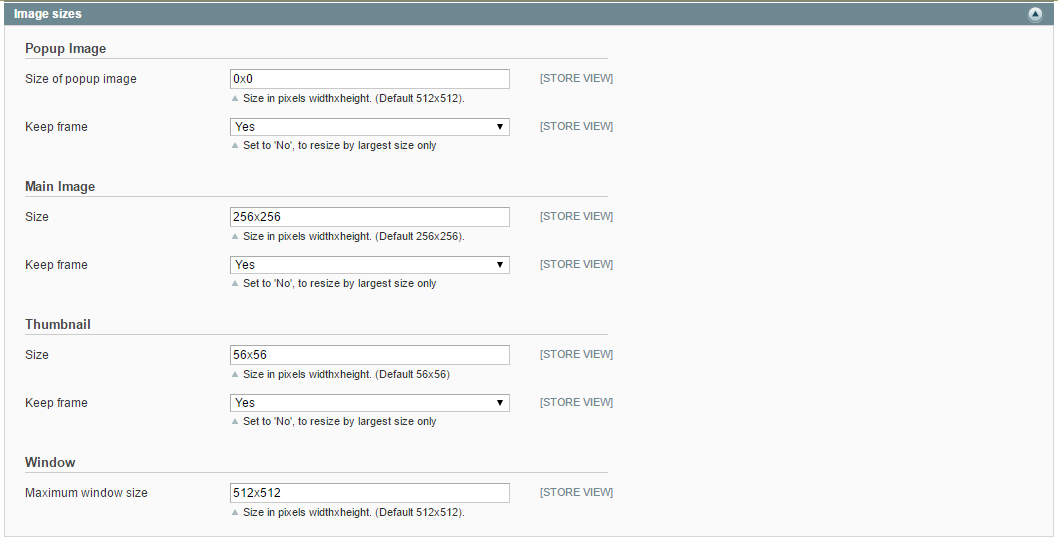 Image sizes
Popup Image
Size of popup image 0x0 [STORE VIEW]
Size in pixels widthxheight. (Default 512x512).
Keep frame Yes [STORE VIEW]
Set to 'No', to resize by largest size only
Main Image
Size 256x256 [STORE VIEW]
Size in pixels widthxheight. (Default 256x256).
Keep frame Yes [STORE VIEW]
Set to 'No', to resize by largest size only
Thumbnail
Size 56x56 [STORE VIEW]
Size in pixels widthxheight. (Default 56x56)
Keep frame Yes [STORE VIEW]
Set to 'No', to resize by largest size only
Window
Maximum window size 512x512 [STORE VIEW]
Size in pixels widthxheight. (Default 512x512).